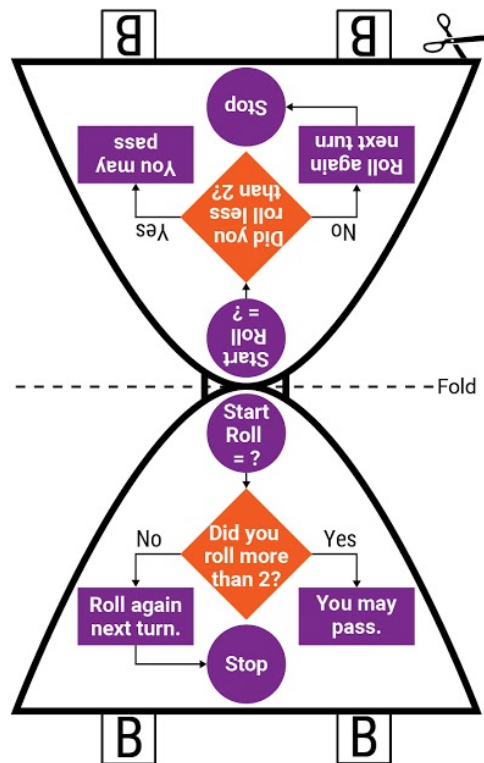 B B
Stop
You may
pass
Roll again
next turn
Did you
roll less
than 2?
Yes
No
Start
Roll
= ?
Fold
Start
Roll
= ?
Did you
roll more
than 2?
No
Yes
Roll again
next turn.
You may
pass.
Stop
B B